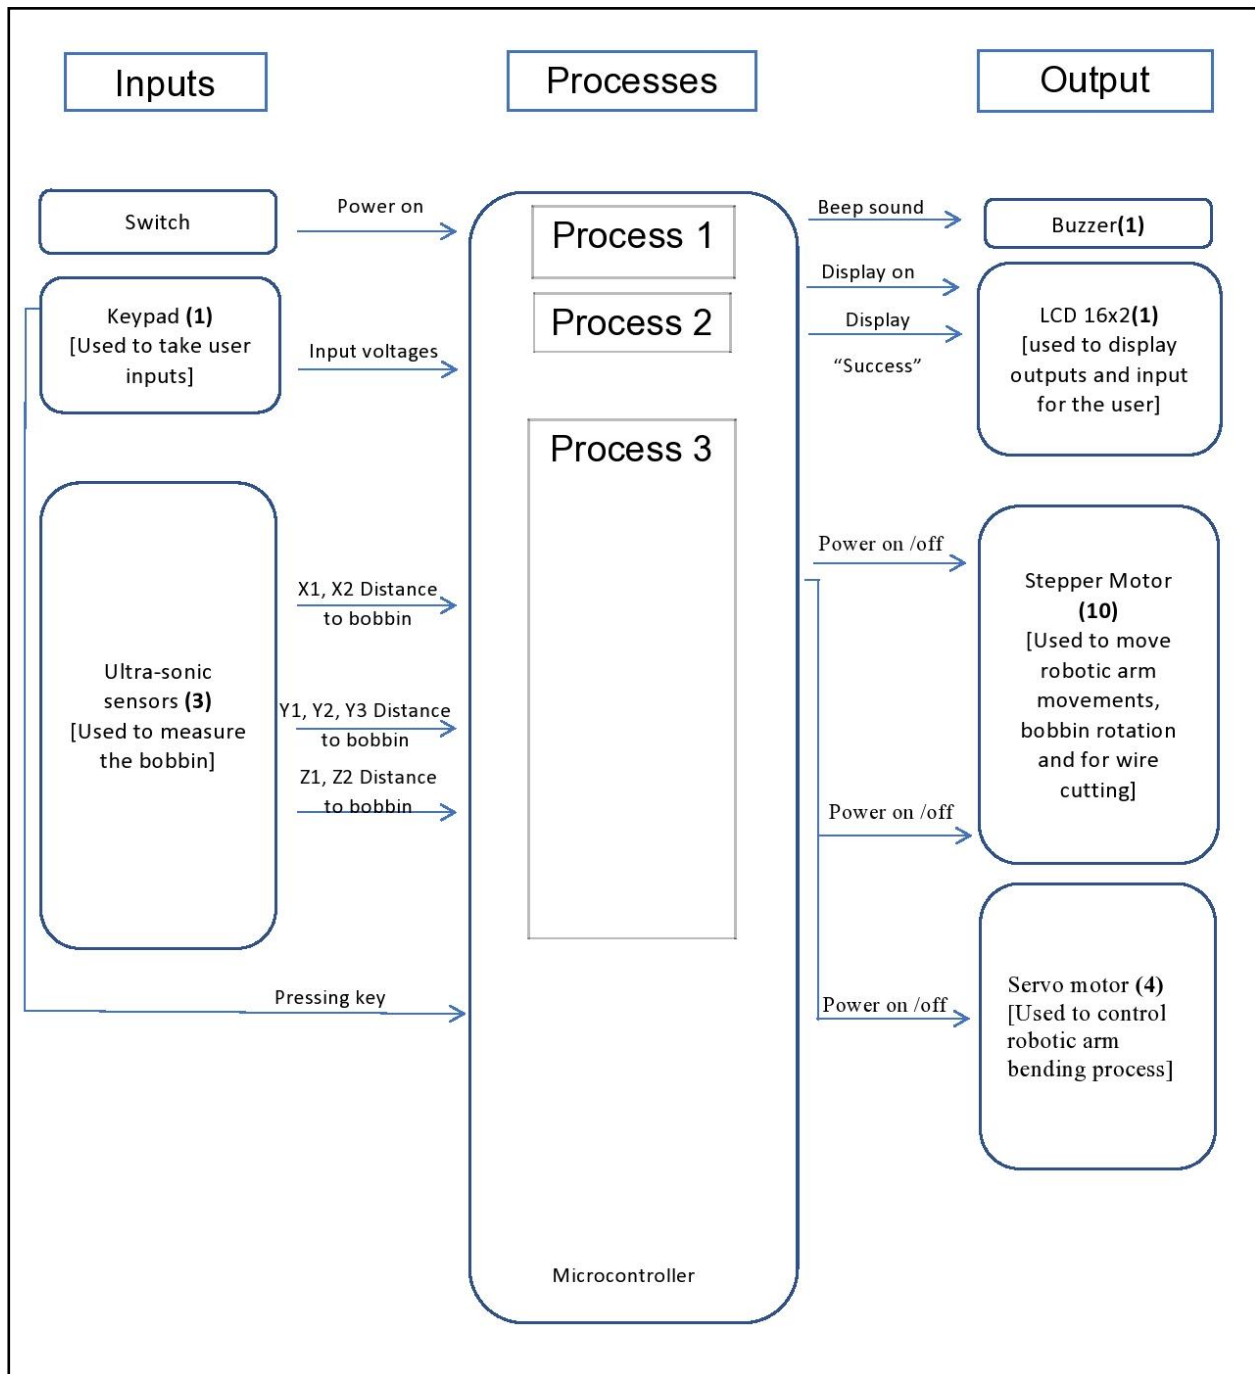 Inputs
Processes
Output
Switch
Power on
Process 1
Beep sound
Buzzer(1)
Keypad (1)
[Used to take user
inputs]
Input voltages
Process 2
Display on
Display
“Success”
LCD 16x2(1)
[used to display
outputs and input
for the user]
Process 3
Ultra-sonic
sensors (3)
[Used to measure
the bobbin]
X1, X2 Distance
to bobbin
Y1, Y2, Y3 Distance
to bobbin
Z1, Z2 Distance
to bobbin
Power on /off
Stepper Motor
(10)
[Used to move
robotic arm
movements,
bobbin rotation
and for wire
cutting]
Power on /off
Pressing key
Power on /off
Servo motor (4)
[Used to control
robotic arm
bending process]
Microcontroller